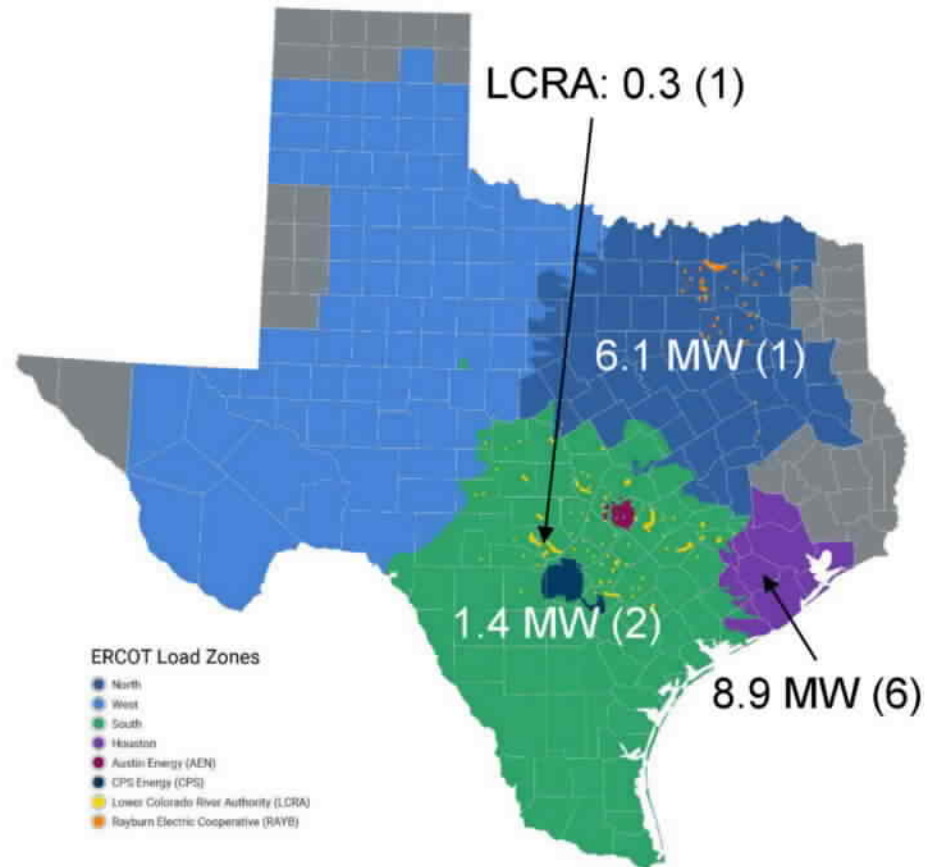 LCRA: 0.3 (1)
6.1 MW (1)
1.4 MW (2)
8.9 MW (6)
ERCOT Load Zones
North
West
South
Houston
Austin Energy (AEN)
CPS Energy (CPS)
Lower Colorado River Authority (LCRA)
Rayburn Electric Cooperative (RAYB)